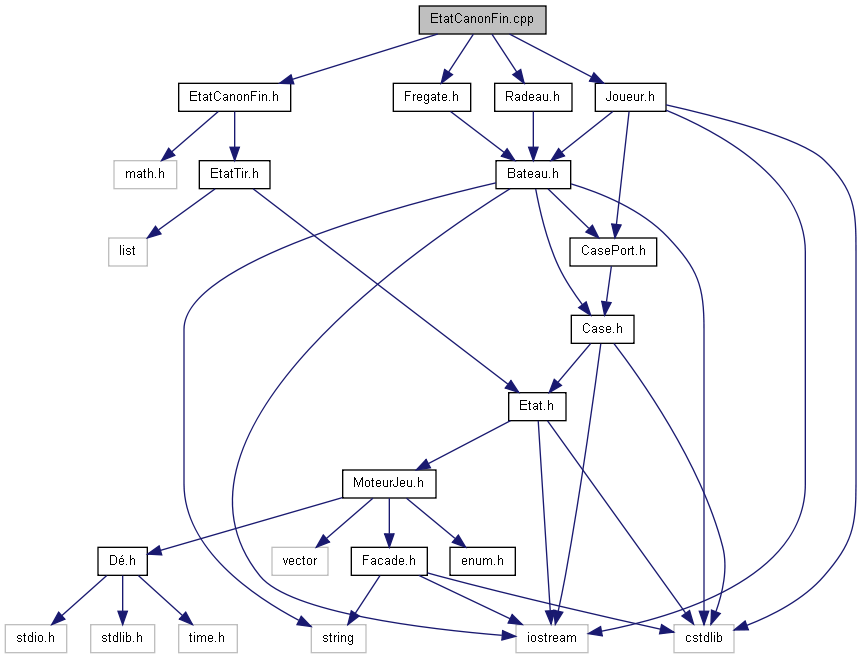 EtatCanonFin.cpp
EtatCanonFin.h
Fregate.h
Radeau.h
Joueur.h
math.h
EtatTir.h
Bateau.h
list
CasePort.h
Case.h
Etat.h
MoteurJeu.h
Dé.h
vector
Facade.h
enum.h
stdio.h
stdlib.h
time.h
string
iostream
cstdlib